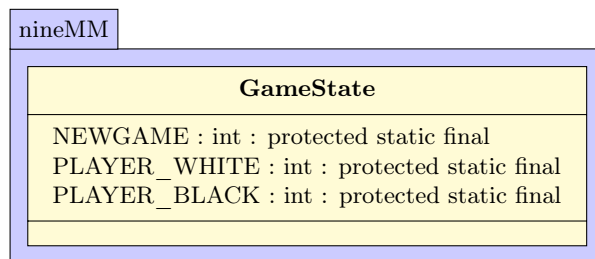 nineMM
GameState
NEWGAME : int : protected static final
PLAYER_WHITE : int : protected static final
PLAYER_BLACK : int : protected static final